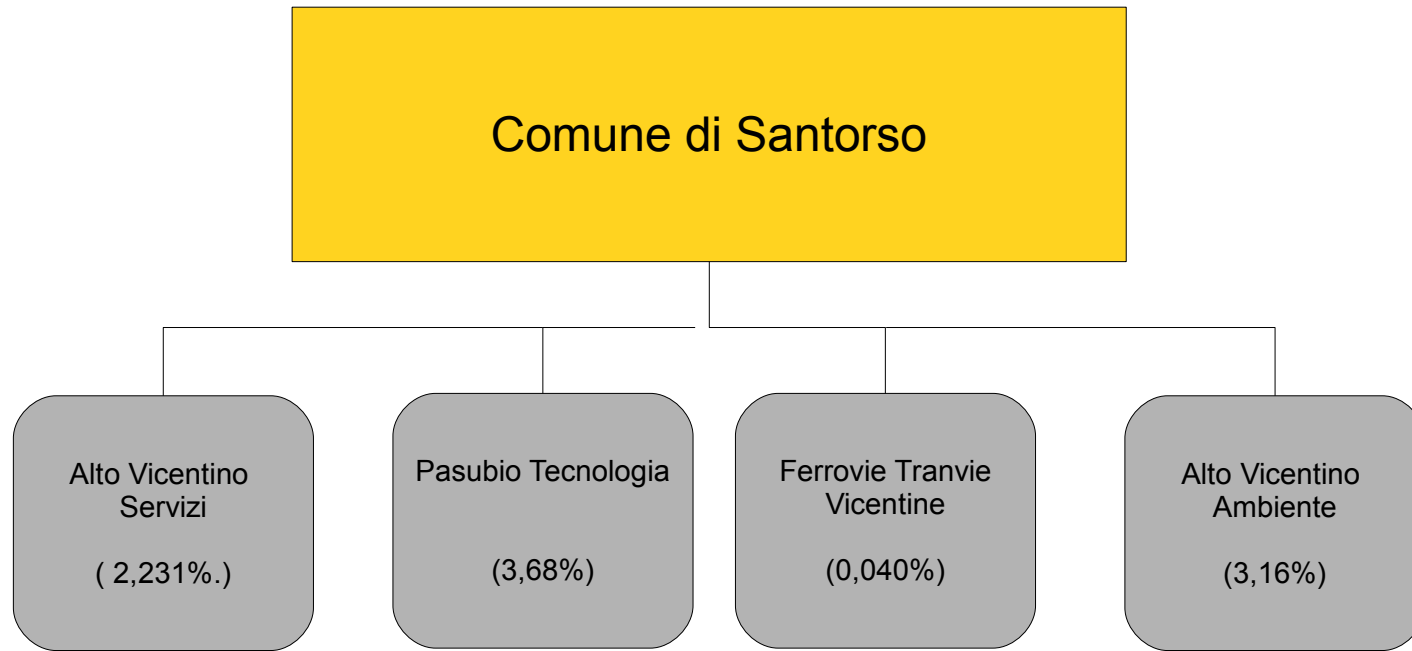 Comune di Santorso
Alto Vicentino
Servizi
( 2,231%.)
Pasubio Tecnologia
(3,68%)
Ferrovie Tranvie
Vicentine
(0,040%)
Alto Vicentino
Ambiente
(3,16%)